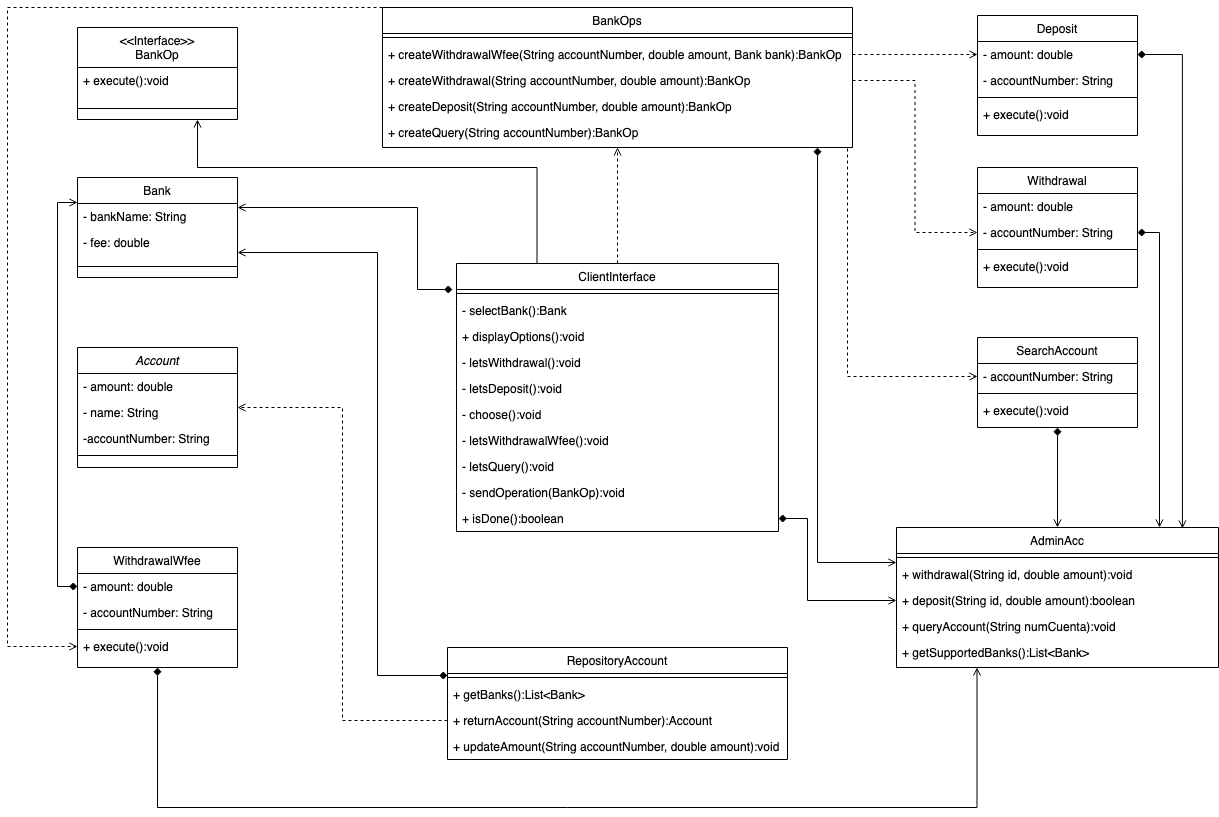 <<Interface>>
BankOp
+ execute():void
BankOps
+ createWithdrawalWfee(String accountNumber, double amount, Bank bank):BankOp
+ createWithdrawal(String accountNumber, double amount):BankOp
+ createDeposit(String accountNumber, double amount):BankOp
+ createQuery(String accountNumber):BankOp
Deposit
- amount: double
- accountNumber: String
+ execute():void
Bank
- bankName: String
- fee: double
Withdrawal
- amount: double
- accountNumber: String
+ execute():void
ClientInterface
- selectBank():Bank
+ displayOptions():void
- letsWithdrawal():void
- letsDeposit():void
- choose():void
- letsWithdrawalWfee():void
- letsQuery():void
- sendOperation(BankOp):void
+ isDone():boolean
Account
- amount: double
- name: String
-accountNumber: String
SearchAccount
- accountNumber: String
+ execute():void
WithdrawalWfee
- amount: double
- accountNumber: String
+ execute():void
AdminAcc
+ withdrawal(String id, double amount):void
+ deposit(String id, double amount):boolean
+ queryAccount(String numCuenta):void
+ getSupportedBanks():List<Bank>
RepositoryAccount
+ getBanks():List<Bank>
+ returnAccount(String accountNumber):Account
+ updateAmount(String accountNumber, double amount):void